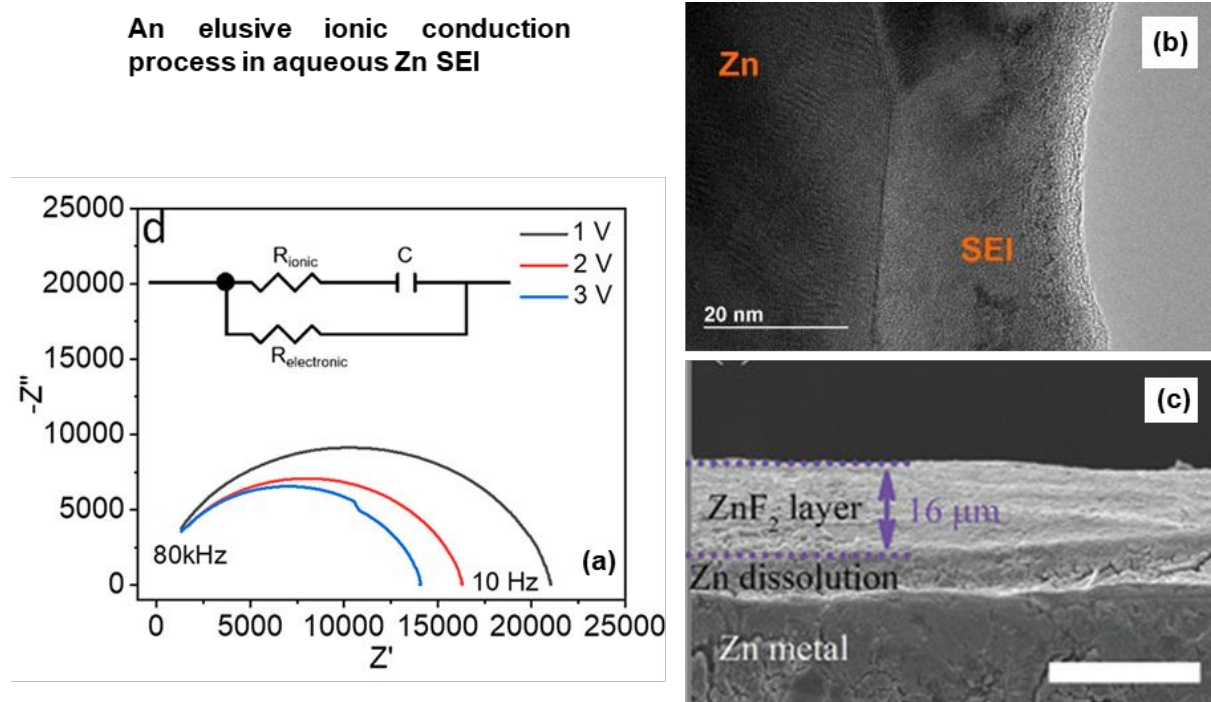 An elusive ionic conduction
process in aqueous Zn SEI
d
25000
20000
15000
10000
5000
0
-Z''
0 5000 10000 15000 20000 25000
Z'
R_ionic
C
R_electronic
1 V
2 V
3 V
80kHz
10 Hz
(a)
(b)
Zn
SEI
20 nm
(c)
ZnF₂ layer
16 μm
Zn dissolution
Zn metal